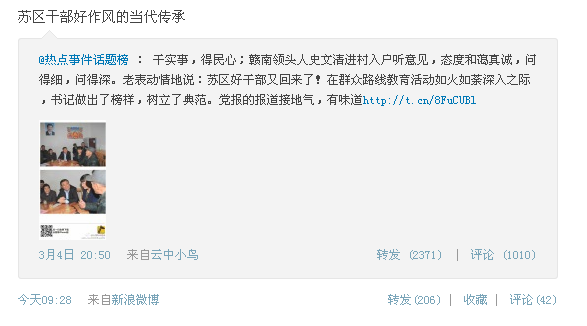 苏区干部好作风的当代传承
@热点事件话题榜 ： 干实事，得民心；赣南领头人史文清进村入户听意见，态度和蔼真诚，问
得细，问得深。老表动情地说：苏区好干部又回来了！在群众路线教育活动如火如荼深入之际
，书记做出了榜样，树立了典范。党报的报道接地气，有味道http://t.cn/8FuCUBl
3月4日 20:50 来自云中小鸟 转发 (2371) | 评论 (1010)
今天09:28 来自新浪微博 转发(206) | 收藏 | 评论(42)